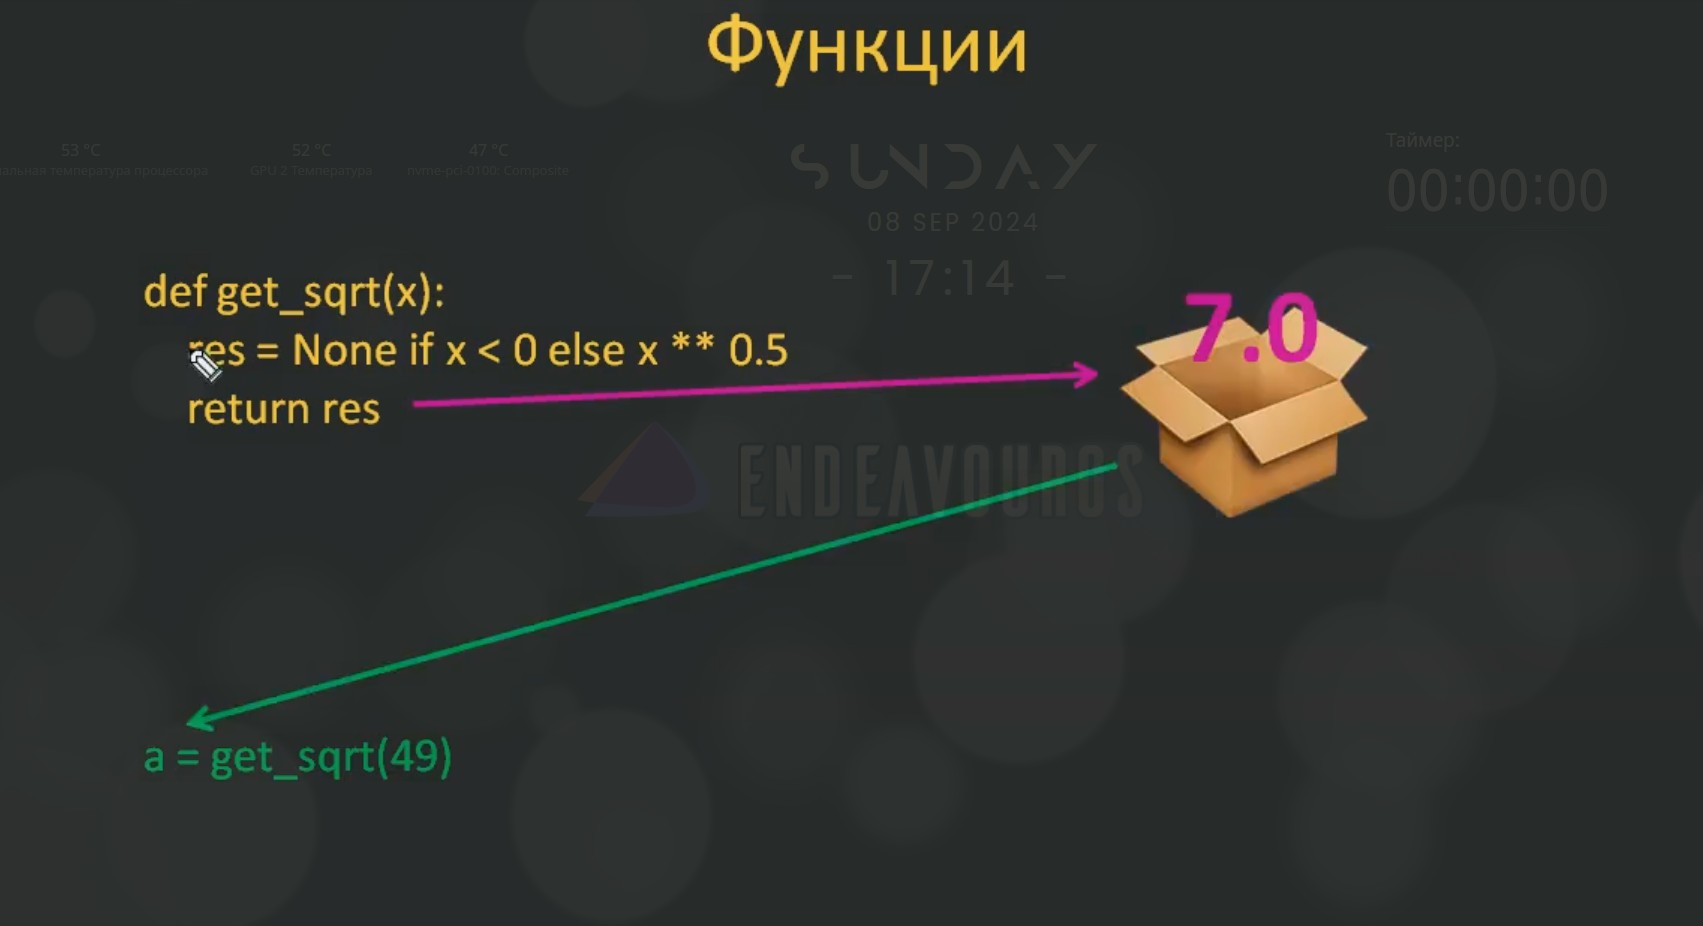 Функции
53 °C
52 °C
47 °C
альная температура процессора
GPU 2 Температура
nvme-pci-0100: Composite
SUNDAY
08 SEP 2024
- 17:14 -
Таймер:
00:00:00
def get_sqrt(x):
res = None if x < 0 else x ** 0.5
return res
7.0
ENDEAVOUROS
a = get_sqrt(49)